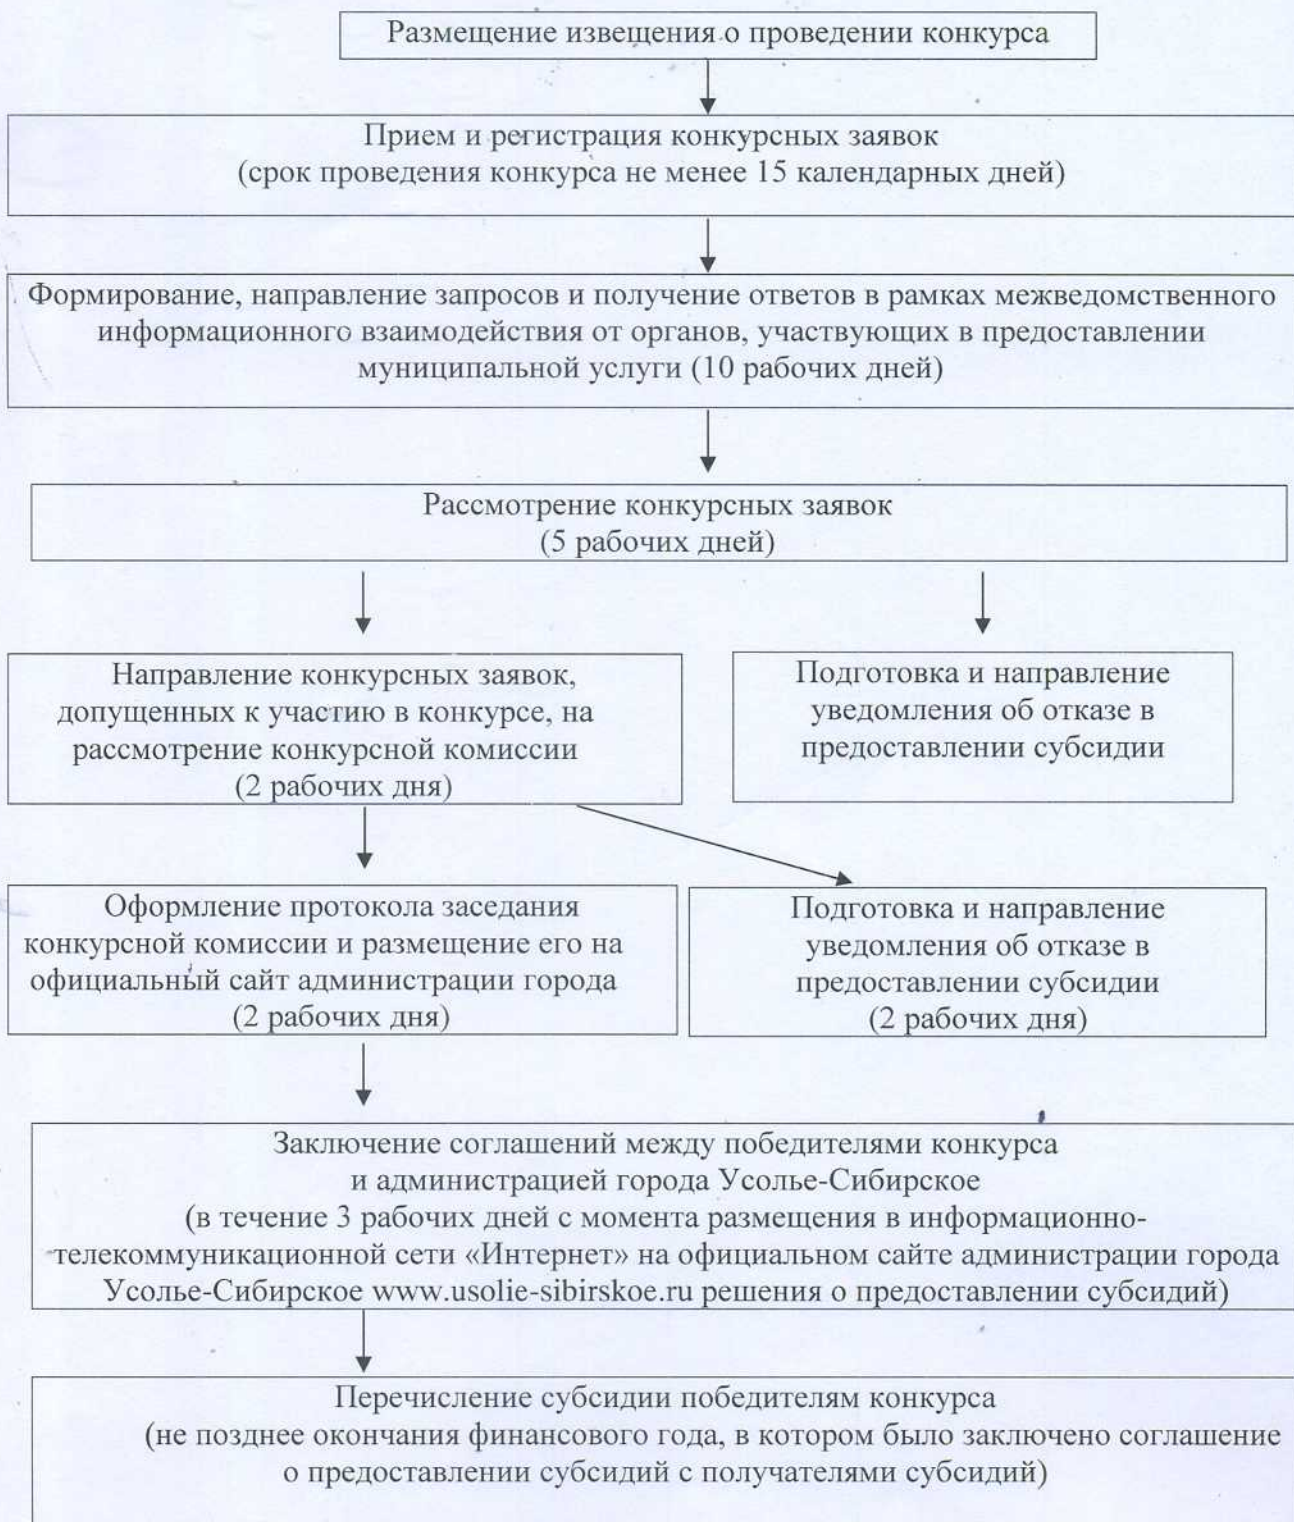 Размещение извещения о проведении конкурса
Прием и регистрация конкурсных заявок
(срок проведения конкурса не менее 15 календарных дней)
Формирование, направление запросов и получение ответов в рамках межведомственного
информационного взаимодействия от органов, участвующих в предоставлении
муниципальной услуги (10 рабочих дней)
Рассмотрение конкурсных заявок
(5 рабочих дней)
Направление конкурсных заявок,
допущенных к участию в конкурсе, на
рассмотрение конкурсной комиссии
(2 рабочих дня)
Подготовка и направление
уведомления об отказе в
предоставлении субсидии
Оформление протокола заседания
конкурсной комиссии и размещение его на
официальный сайт администрации города
(2 рабочих дня)
Подготовка и направление
уведомления об отказе в
предоставлении субсидии
(2 рабочих дня)
Заключение соглашений между победителями конкурса
и администрацией города Усолье-Сибирское
(в течение 3 рабочих дней с момента размещения в информационно-
телекоммуникационной сети «Интернет» на официальном сайте администрации города
Усолье-Сибирское www.usolie-sibirskoe.ru решения о предоставлении субсидий)
Перечисление субсидии победителям конкурса
(не позднее окончания финансового года, в котором было заключено соглашение
о предоставлении субсидий с получателями субсидий)